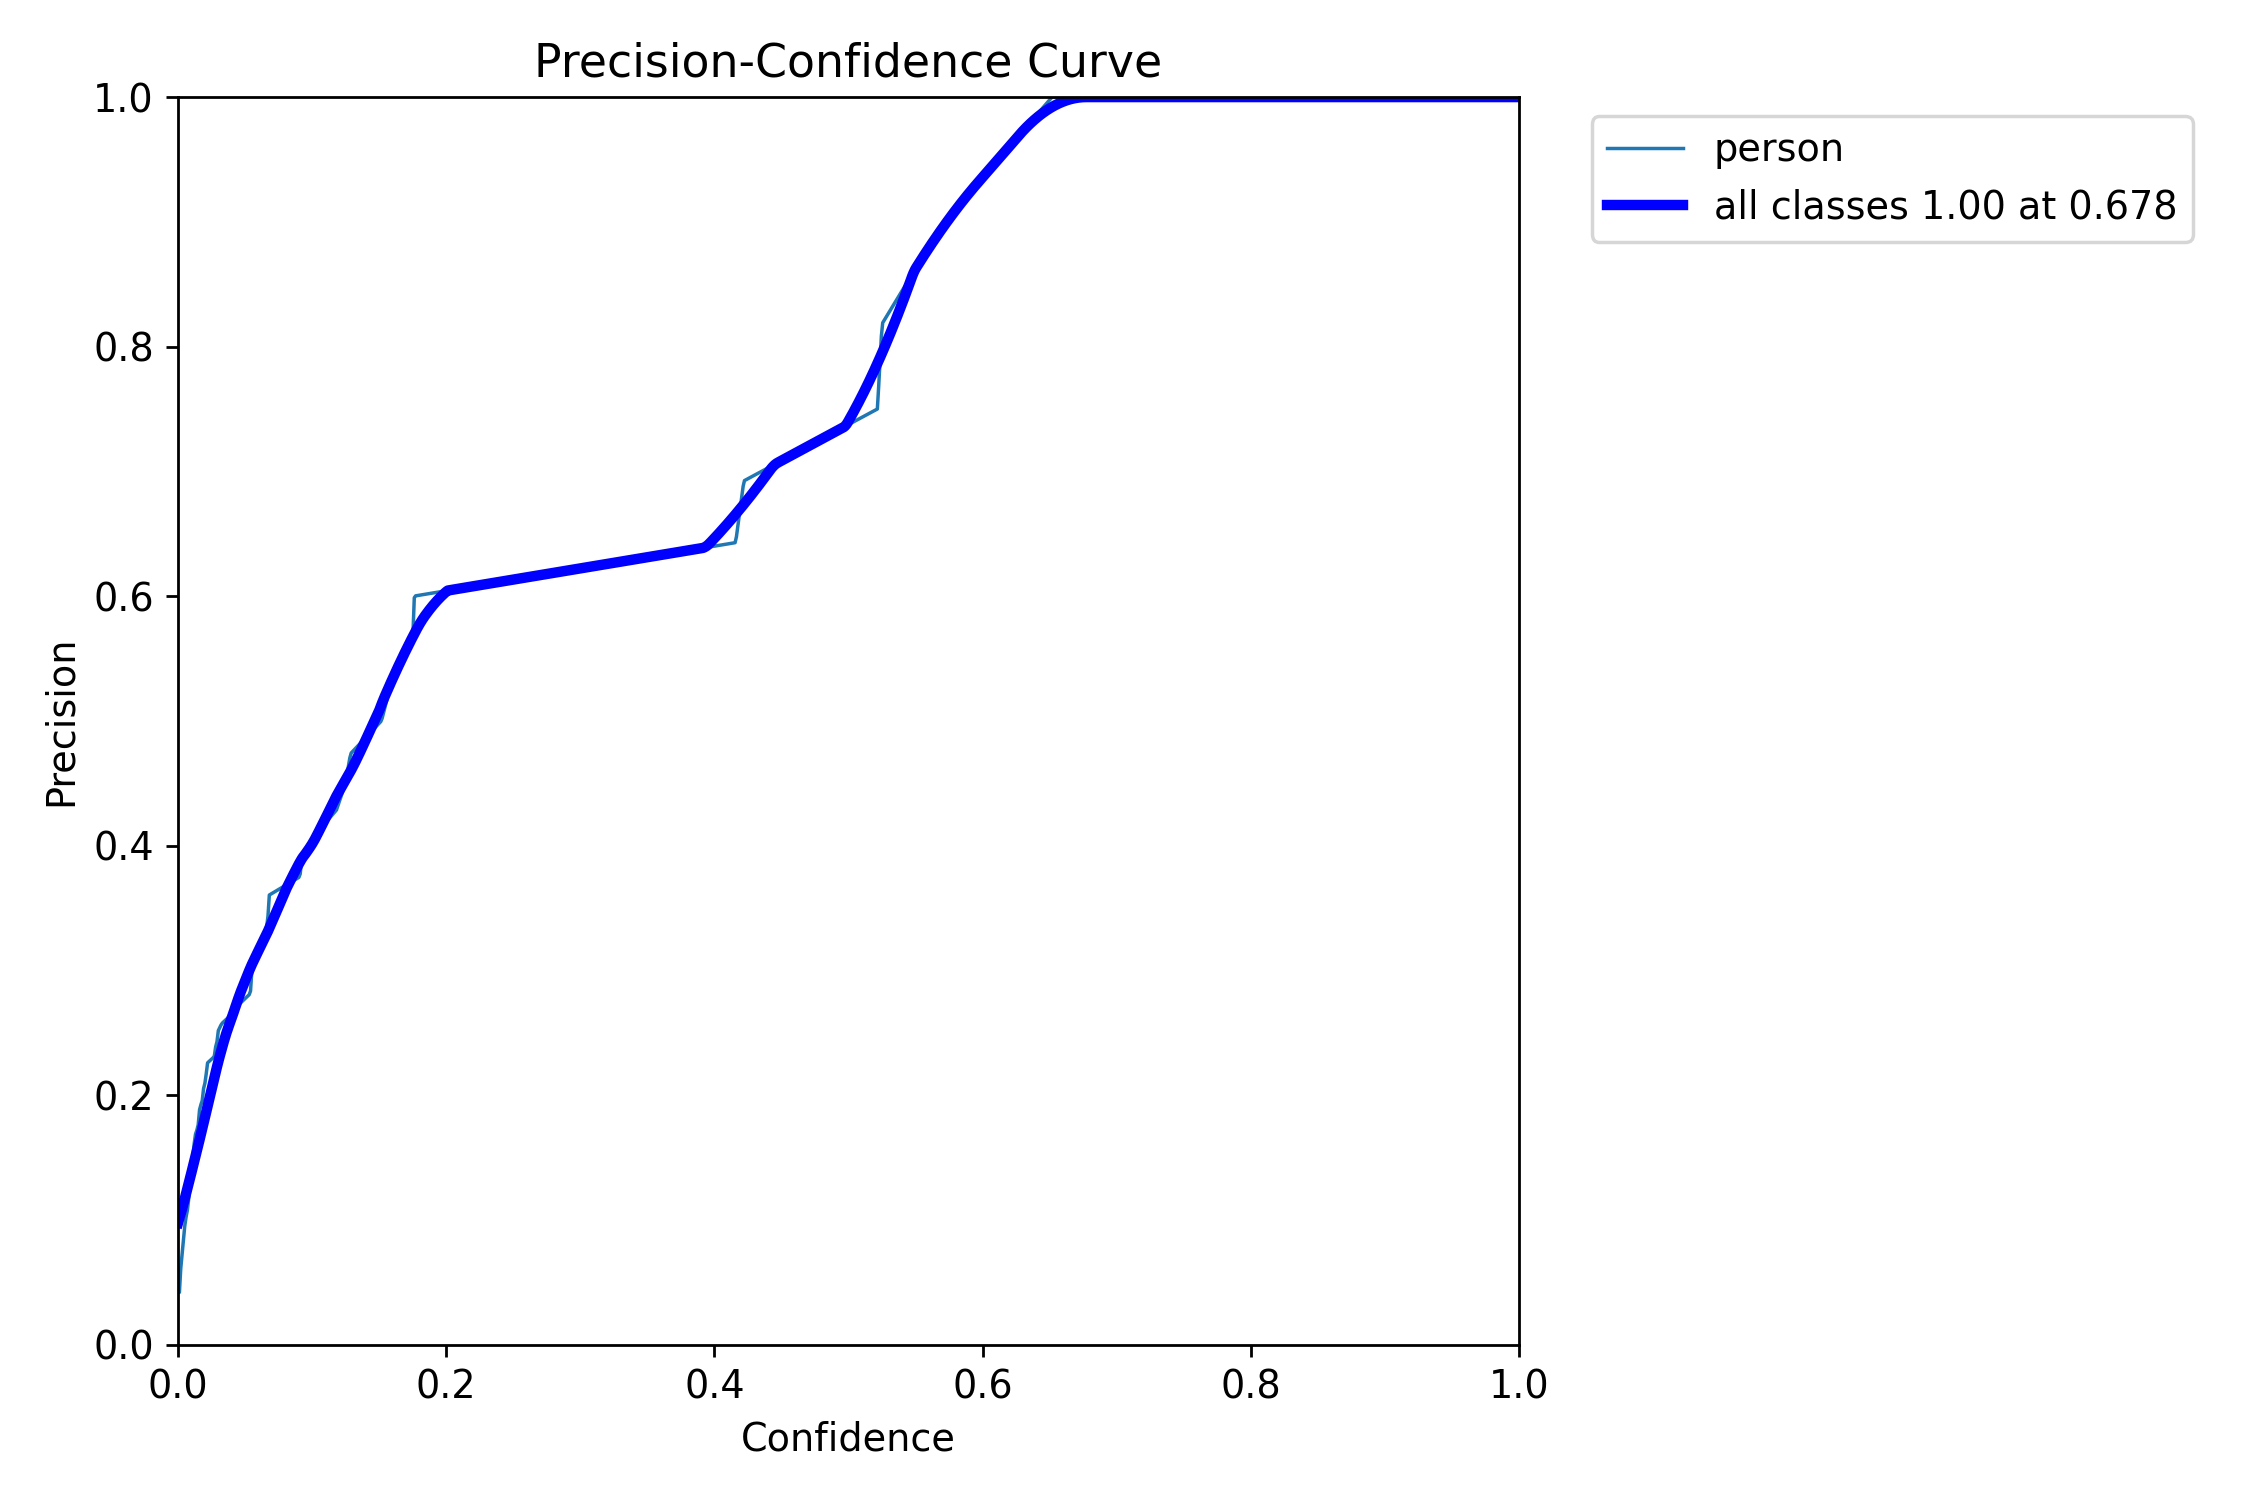 Precision-Confidence Curve
1.0
0.8
0.6
0.4
0.2
0.0
Precision
0.0 0.2 0.4 0.6 0.8 1.0
Confidence
person
all classes 1.00 at 0.678